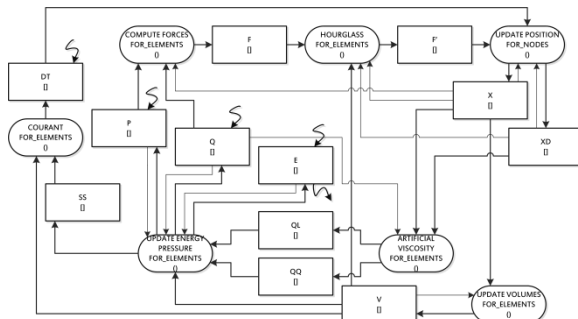 COMPUTE FORCES
FOR_ELEMENTS
()
F
[]
HOURGLASS
FOR_ELEMENTS
()
F'
[]
UPDATE POSITION
FOR_NODES
()
DT
[]
X
[]
P
[]
COURANT
FOR_ELEMENTS
()
Q
[]
XD
[]
E
[]
SS
[]
QL
[]
UPDATE ENERGY
PRESSURE
FOR_ELEMENTS
()
ARTIFICIAL
VISCOSITY
FOR_ELEMENTS
()
QQ
[]
V
[]
UPDATE VOLUMES
FOR_ELEMENTS
()